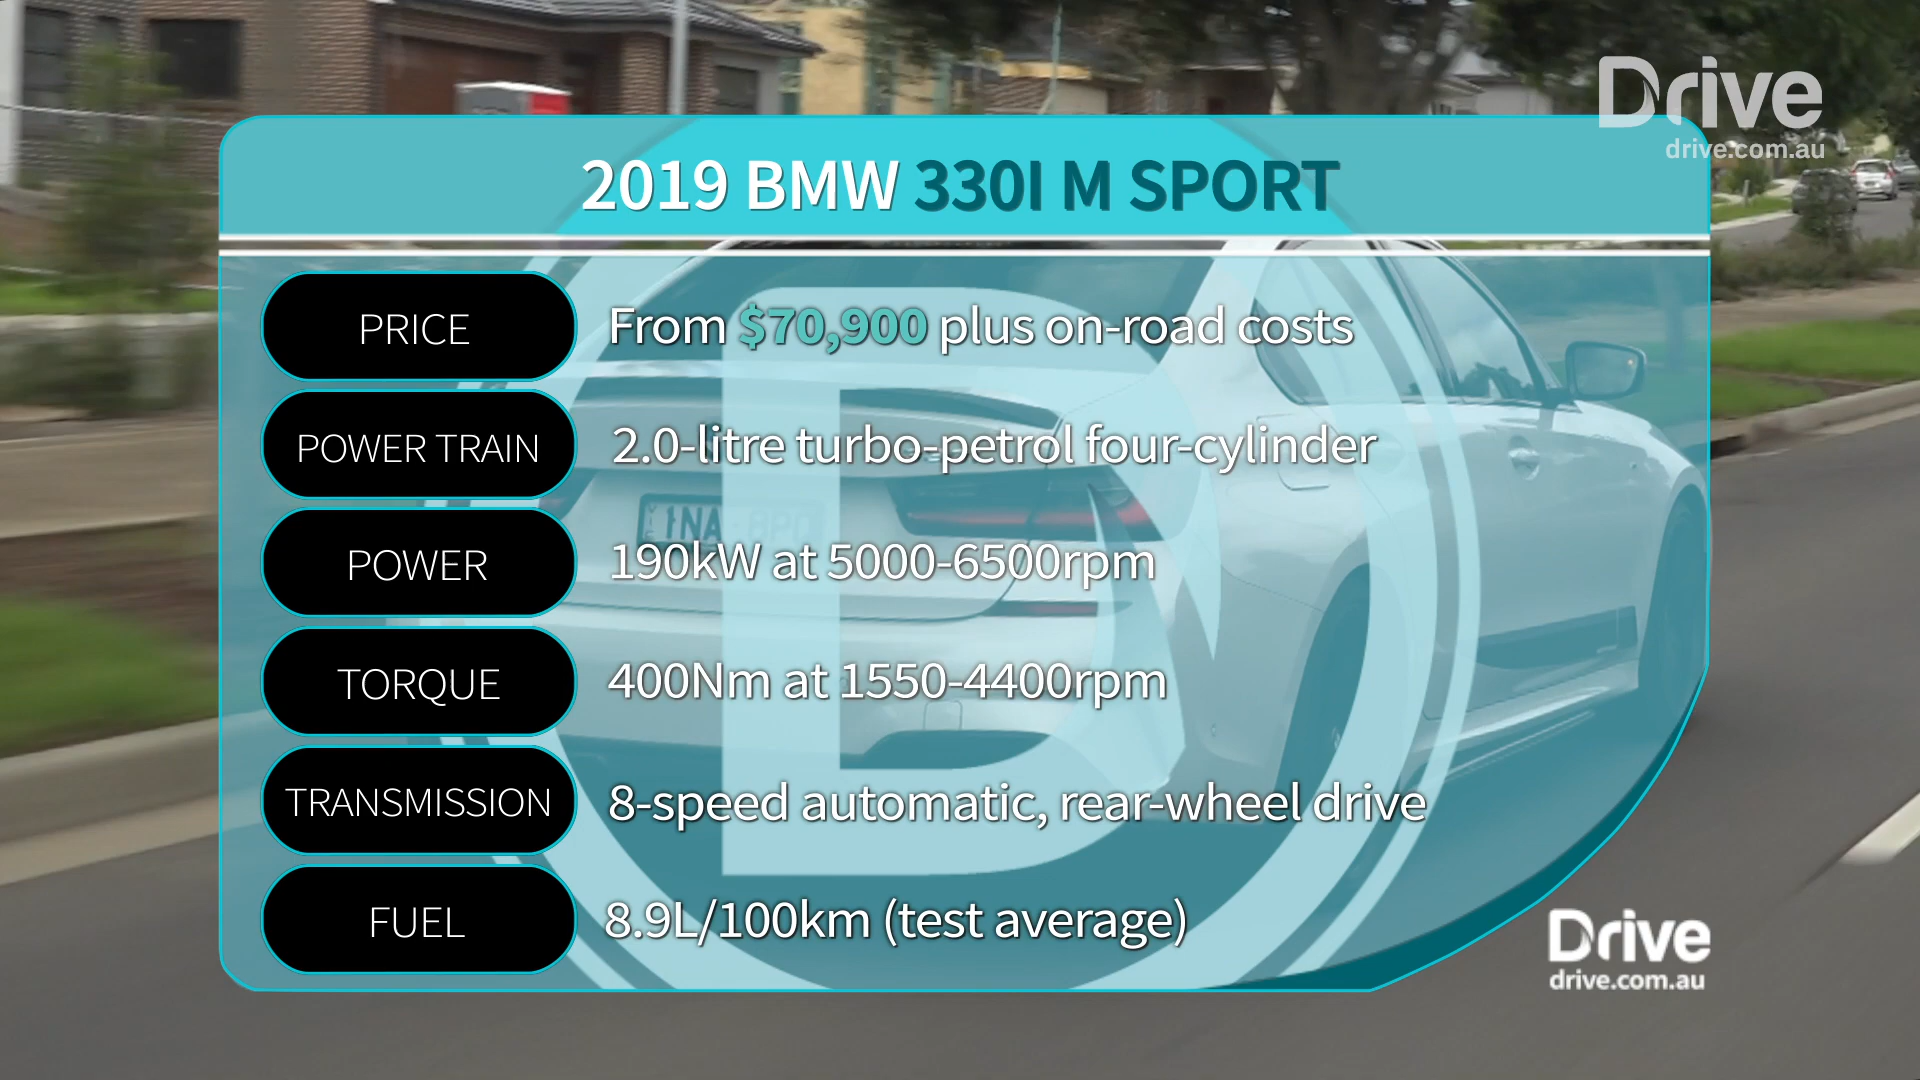 Drive
drive.com.au
2019 BMW 330I M SPORT
PRICE From $70,900 plus on-road costs
POWER TRAIN 2.0-litre turbo-petrol four-cylinder
POWER 190kW at 5000-6500rpm
TORQUE 400Nm at 1550-4400rpm
TRANSMISSION 8-speed automatic, rear-wheel drive
FUEL 8.9L/100km (test average)
Drive
drive.com.au